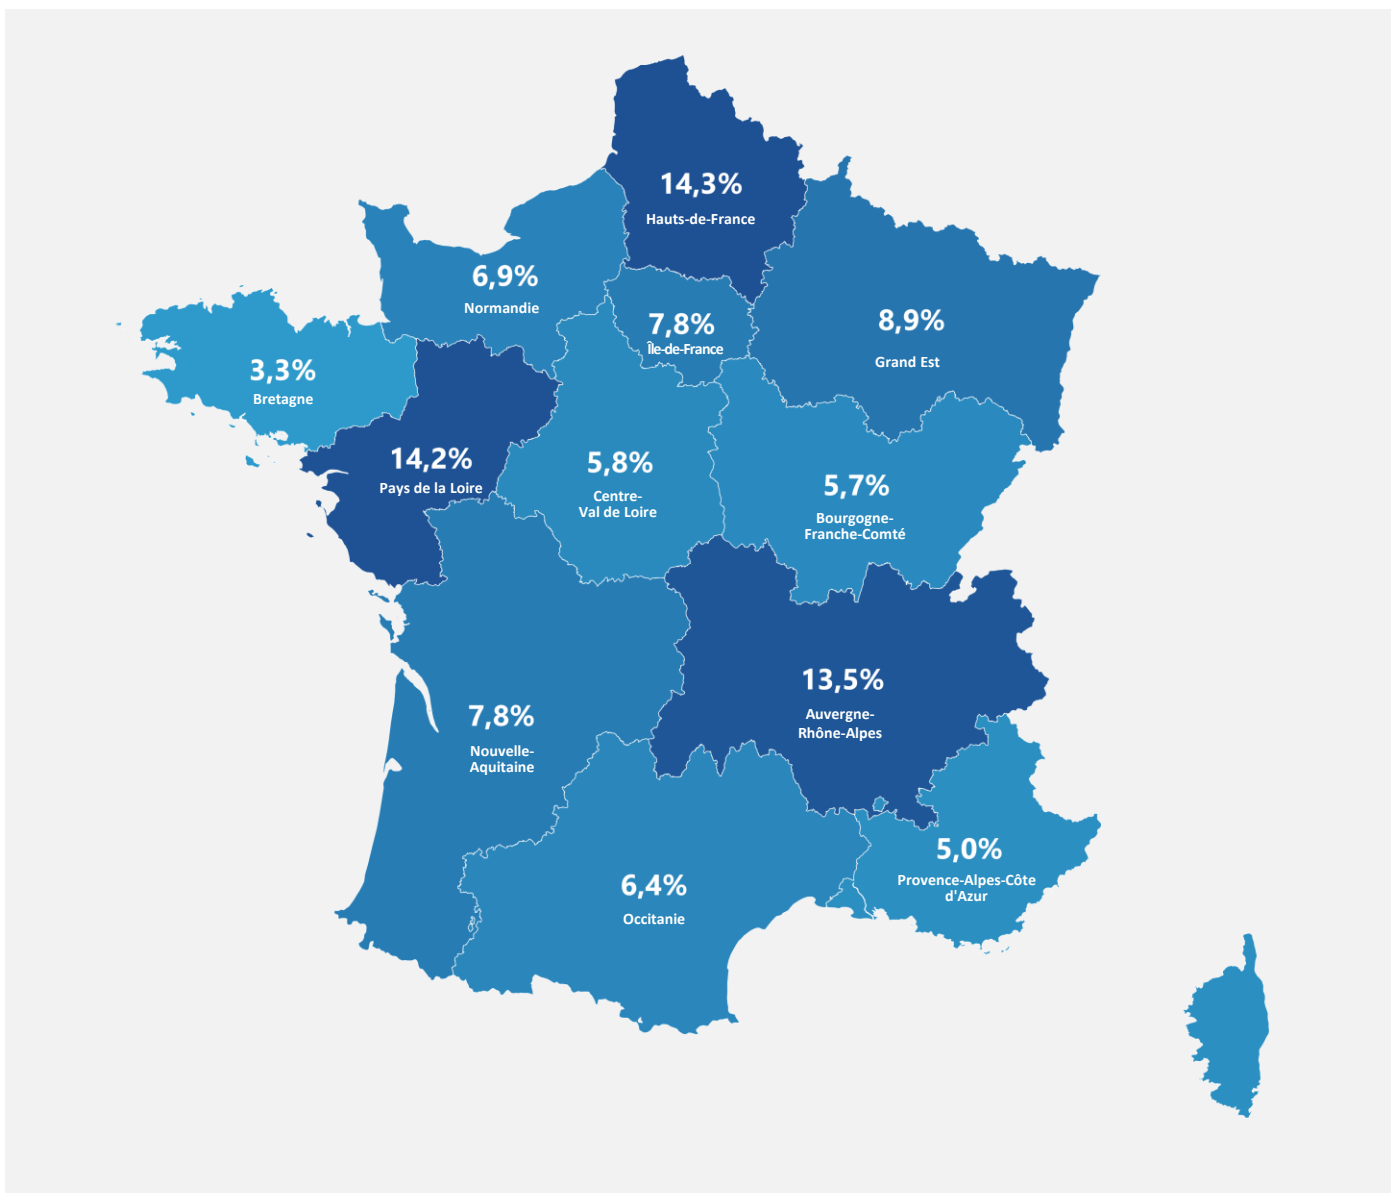 14,3%
Hauts-de-France
6,9%
Normandie
7,8%
Île-de-France
8,9%
Grand Est
3,3%
Bretagne
14,2%
Pays de la Loire
5,8%
Centre-
Val de Loire
5,7%
Bourgogne-
Franche-Comté
13,5%
Auvergne-
Rhône-Alpes
7,8%
Nouvelle-
Aquitaine
5,0%
Provence-Alpes-Côte
d'Azur
6,4%
Occitanie